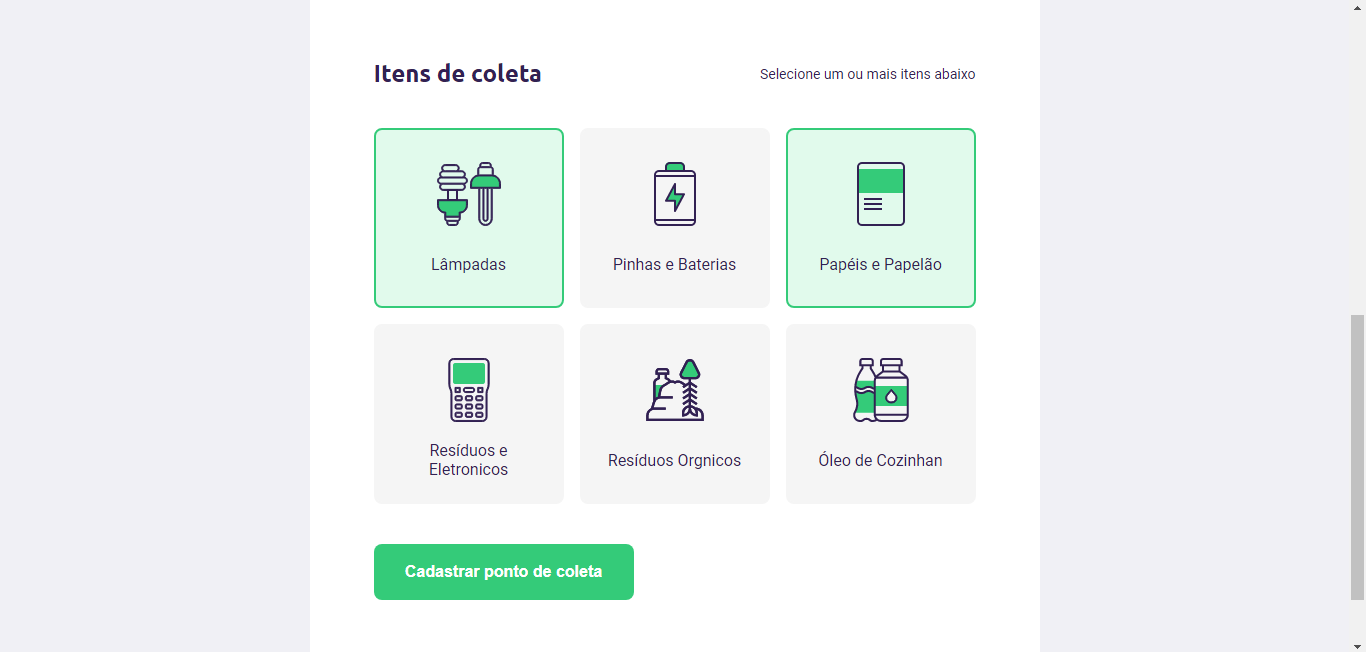 Itens de coleta
Selecione um ou mais itens abaixo
Lâmpadas
Pinhas e Baterias
Papéis e Papelão
Resíduos e
Eletronicos
Resíduos Orgnicos
Óleo de Cozinhan
Cadastrar ponto de coleta